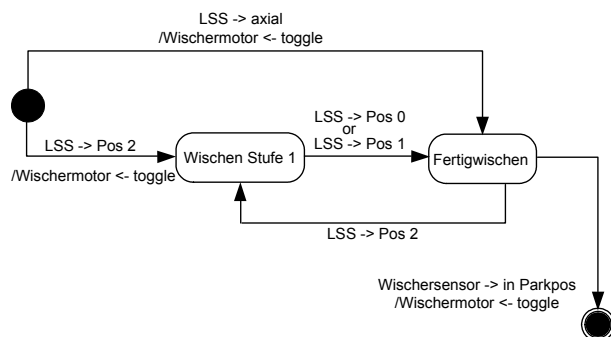 LSS -> axial
/Wischermotor <- toggle
LSS -> Pos 2
/Wischermotor <- toggle
Wischen Stufe 1
LSS -> Pos 0
or
LSS -> Pos 1
Fertigwischen
LSS -> Pos 2
Wischersensor -> in Parkpos
/Wischermotor <- toggle